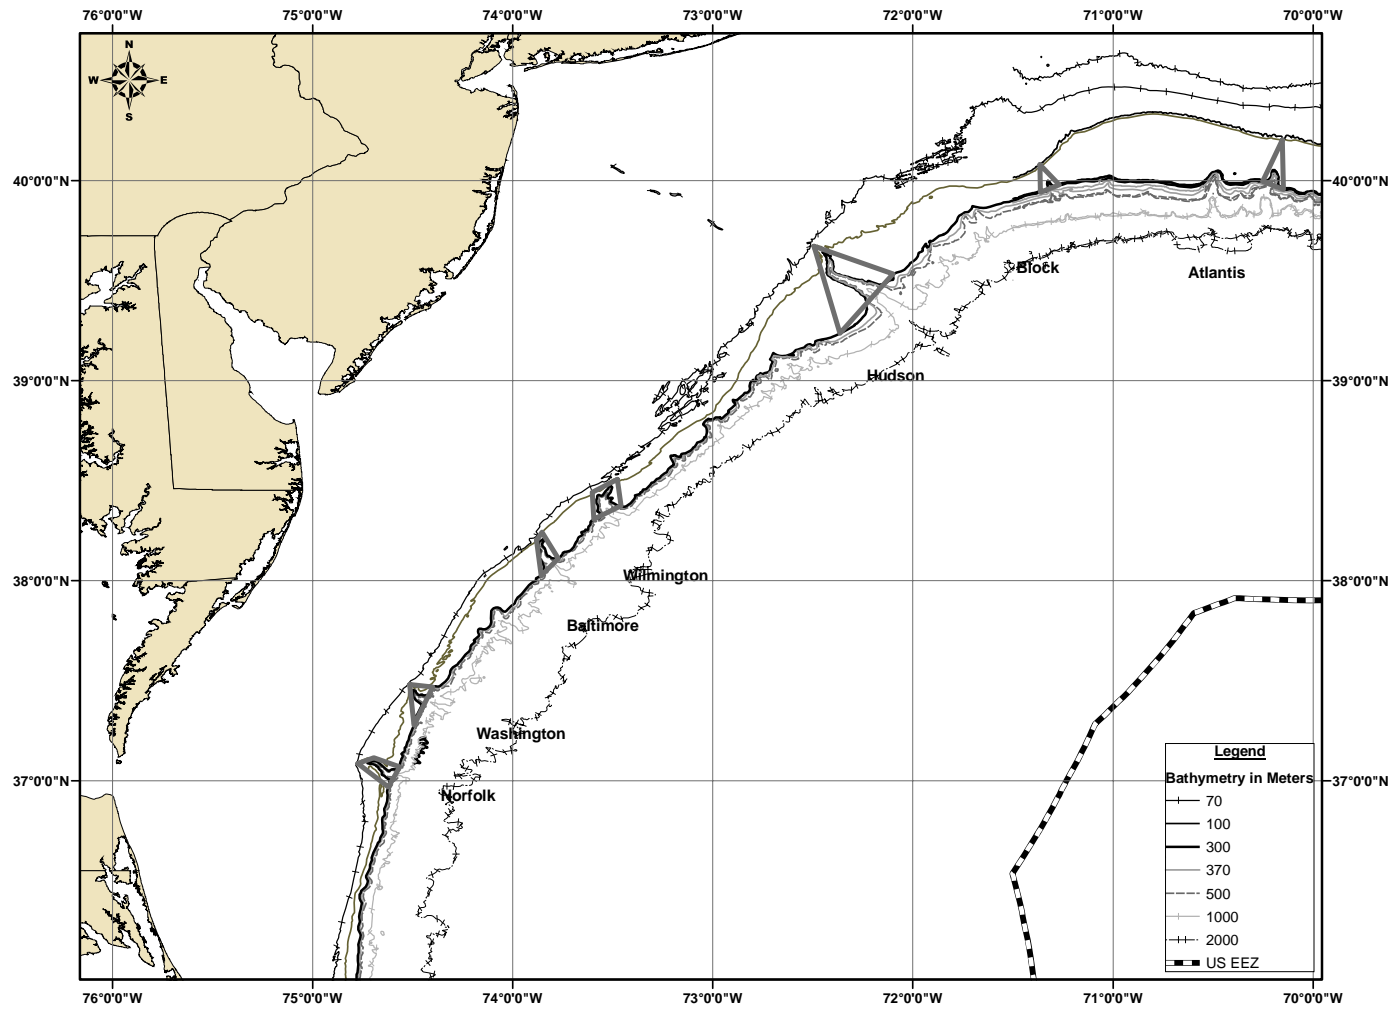 76°0'0"W 75°0'0"W 74°0'0"W 73°0'0"W 72°0'0"W 71°0'0"W 70°0'0"W
N
W E
S
40°0'0"N 40°0'0"N
Block
Atlantis
39°0'0"N 39°0'0"N
Hudson
38°0'0"N 38°0'0"N
Wilmington
Baltimore
Washington
37°0'0"N 37°0'0"N
Norfolk
Legend
Bathymetry in Meters
70
100
300
370
500
1000
2000
US EEZ
76°0'0"W 75°0'0"W 74°0'0"W 73°0'0"W 72°0'0"W 71°0'0"W 70°0'0"W